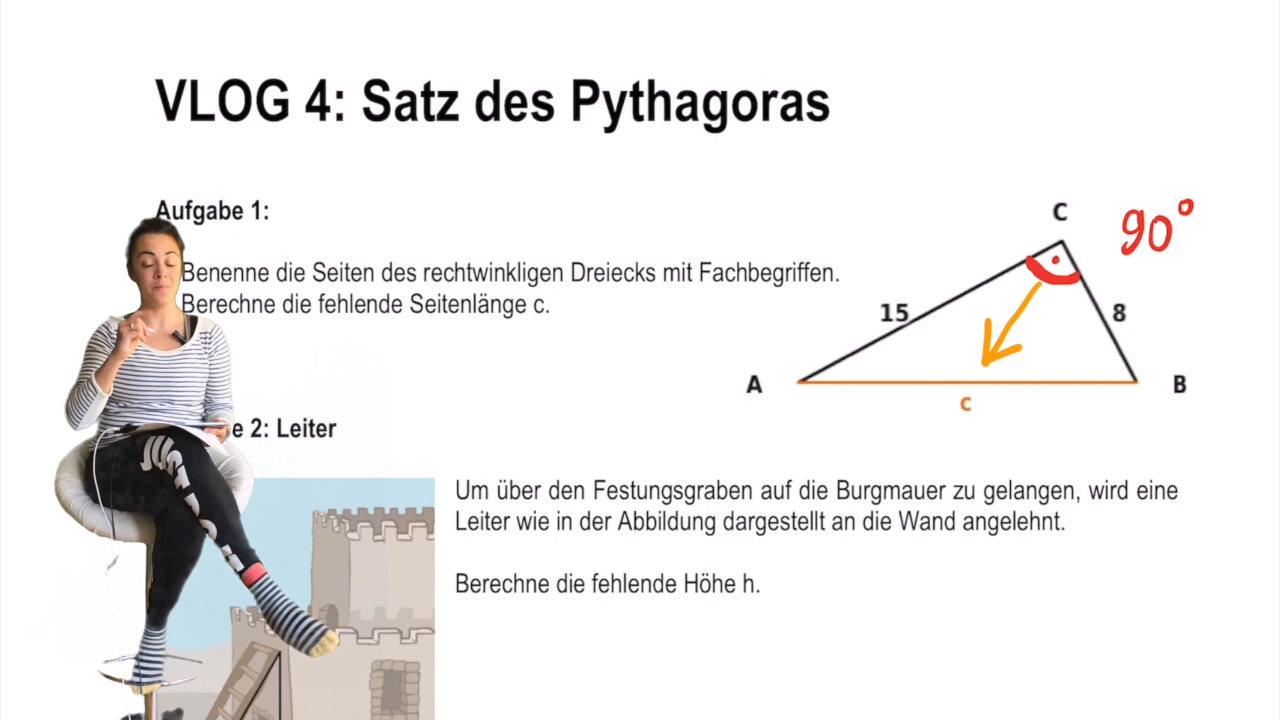 VLOG 4: Satz des Pythagoras
Aufgabe 1:
Benenne die Seiten des rechtwinkligen Dreiecks mit Fachbegriffen.
Berechne die fehlende Seitenlänge c.
C
90°
15
8
A
B
c
e 2: Leiter
Um über den Festungsgraben auf die Burgmauer zu gelangen, wird eine
Leiter wie in der Abbildung dargestellt an die Wand angelehnt.
Berechne die fehlende Höhe h.